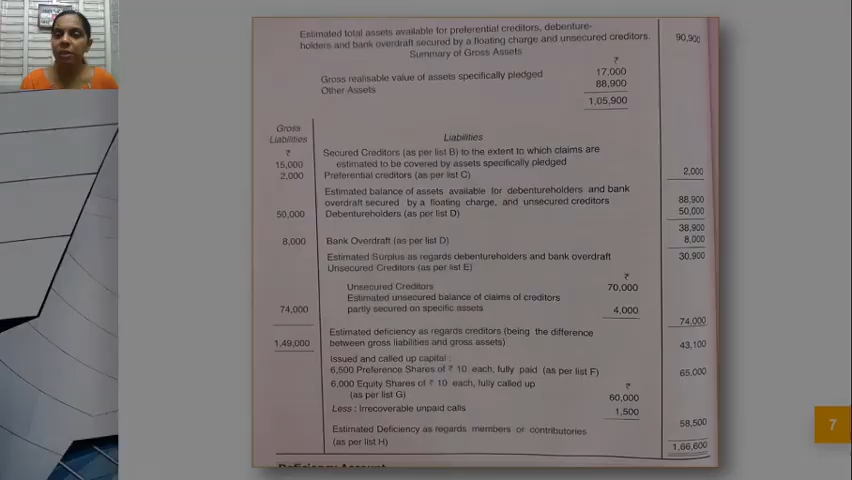 Estimated total assets available for preferential creditors, debenture-
holders and bank overdraft secured by a floating charge and unsecured creditors. 90,900
Summary of Gross Assets
₹
Gross realisable value of assets specifically pledged 17,000
Other Assets 88,900
1,05,900
Gross
Liabilities Liabilities
₹ Secured Creditors (as per list B) to the extent to which claims are
15,000 estimated to be covered by assets specifically pledged
2,000 Preferential creditors (as per list C) 2,000
Estimated balance of assets available for debentureholders and bank
overdraft secured by a floating charge, and unsecured creditors 88,900
50,000 Debentureholders (as per list D) 50,000
38,900
8,000 Bank Overdraft (as per list D) 8,000
Estimated Surplus as regards debentureholders and bank overdraft 30,900
Unsecured Creditors (as per list E) ₹
Unsecured Creditors 70,000
Estimated unsecured balance of claims of creditors
74,000 partly secured on specific assets 4,000
74,000
Estimated deficiency as regards creditors (being the difference
1,49,000 between gross liabilities and gross assets) 43,100
Issued and called up capital :
6,500 Preference Shares of ₹ 10 each, fully paid (as per list F) 65,000
6,000 Equity Shares of ₹ 10 each, fully called up ₹
(as per list G) 60,000
Less : Irrecoverable unpaid calls 1,500
58,500
Estimated Deficiency as regards members or contributories
(as per list H) 1,66,600
Deficiency Account
7